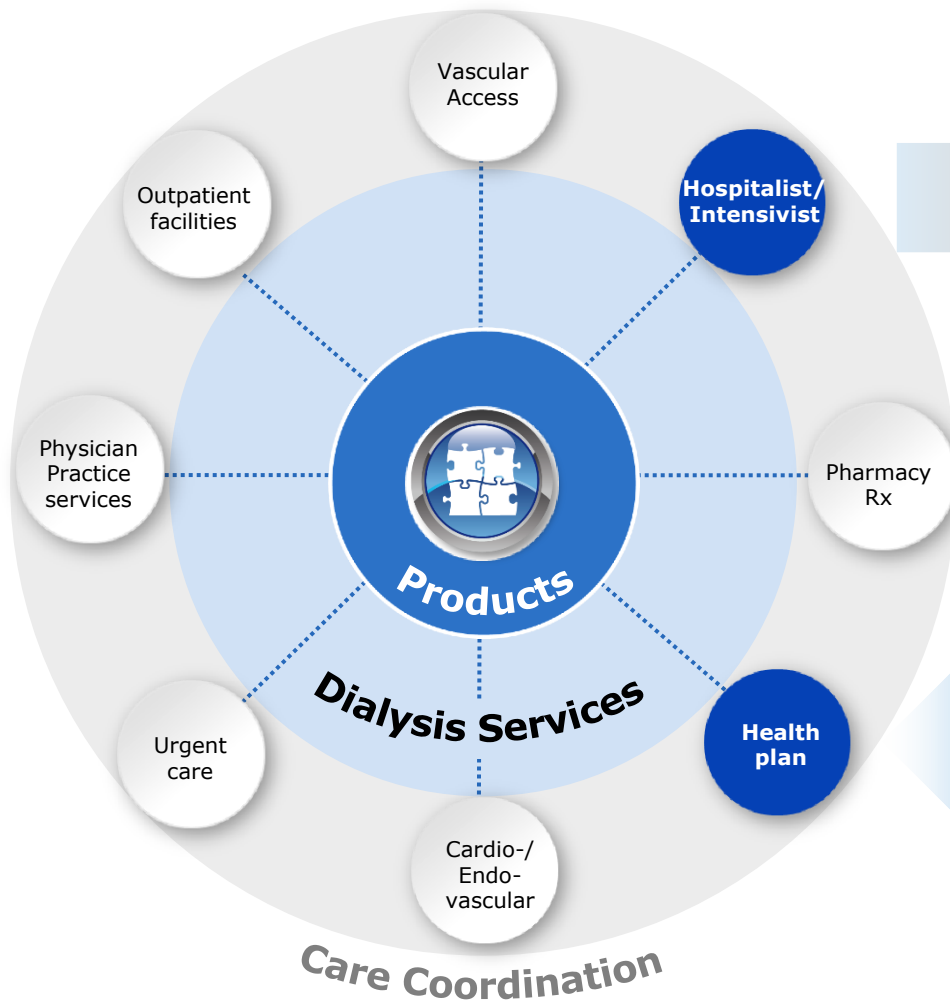 Vascular
Access
Hospitalist/
Intensivist
Outpatient
facilities
Physician
Practice
services
Pharmacy
Rx
Products
Dialysis Services
Urgent
care
Health
plan
Cardio-/
Endo-
vascular
Care Coordination